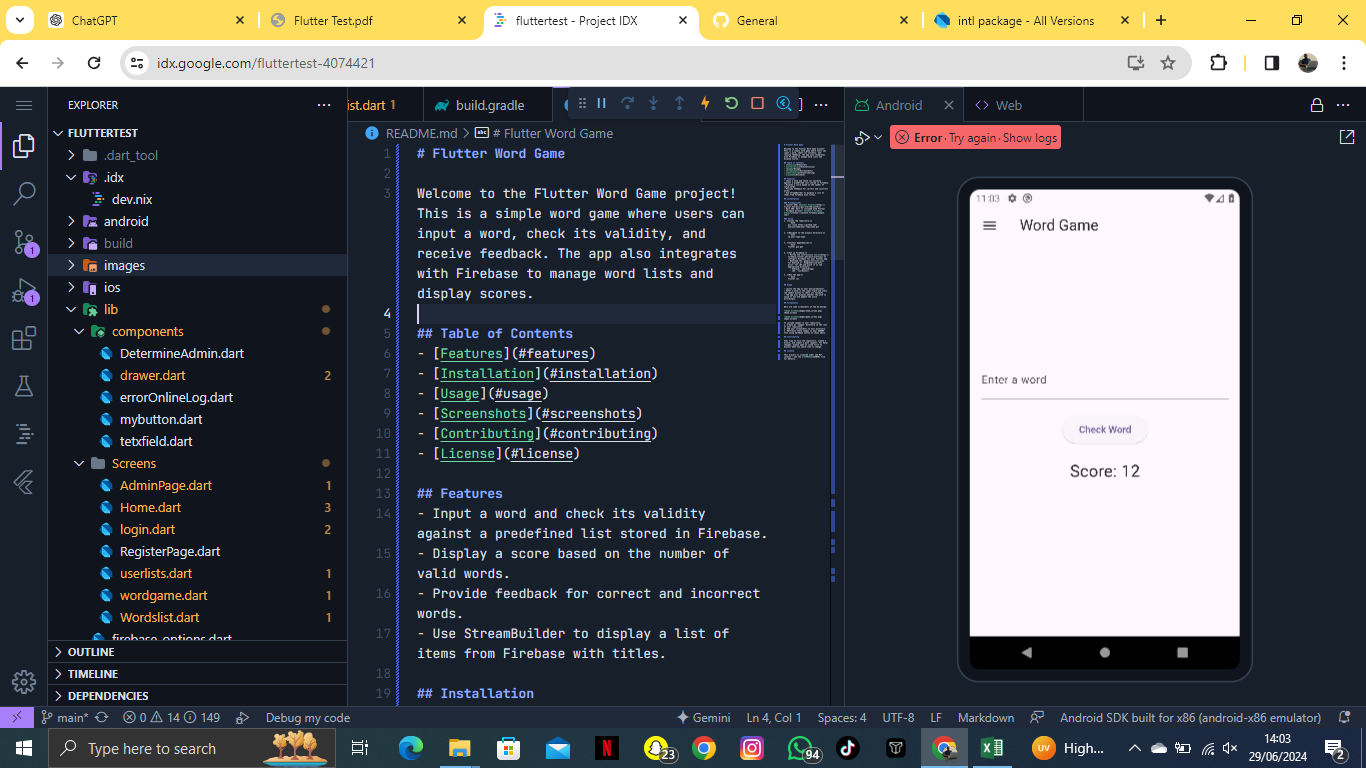 ChatGPT
Flutter Test.pdf
fluttertest - Project IDX
General
intl package - All Versions
idx.google.com/fluttertest-4074421
EXPLORER
FLUTTERTEST
.dart_tool
.idx
dev.nix
android
build
images
ios
lib
components
DetermineAdmin.dart
drawer.dart 2
errorOnlineLog.dart
mybutton.dart
tetxfield.dart
Screens
AdminPage.dart 1
Home.dart 3
login.dart 2
RegisterPage.dart
userlists.dart 1
wordgame.dart 1
Wordslist.dart 1
firebase_options.dart
OUTLINE
TIMELINE
DEPENDENCIES
1
1
ist.dart 1
build.gradle
README.md > # Flutter Word Game
1 # Flutter Word Game
2
3 Welcome to the Flutter Word Game project!
This is a simple word game where users can
input a word, check its validity, and
receive feedback. The app also integrates
with Firebase to manage word lists and
display scores.
4
5 ## Table of Contents
6 - [Features](#features)
7 - [Installation](#installation)
8 - [Usage](#usage)
9 - [Screenshots](#screenshots)
10 - [Contributing](#contributing)
11 - [License](#license)
12
13 ## Features
14 - Input a word and check its validity
against a predefined list stored in Firebase.
15 - Display a score based on the number of
valid words.
16 - Provide feedback for correct and incorrect
words.
17 - Use StreamBuilder to display a list of
items from Firebase with titles.
18
19 ## Installation
Android
Web
Error · Try again · Show logs
11:03
Word Game
Enter a word
Check Word
Score: 12
main* 0 14 149 Debug my code
Gemini Ln 4, Col 1 Spaces: 4 UTF-8 LF Markdown Android SDK built for x86 (android-x86 emulator)
Type here to search
23
94
UV
High...
14:03
29/06/2024
2